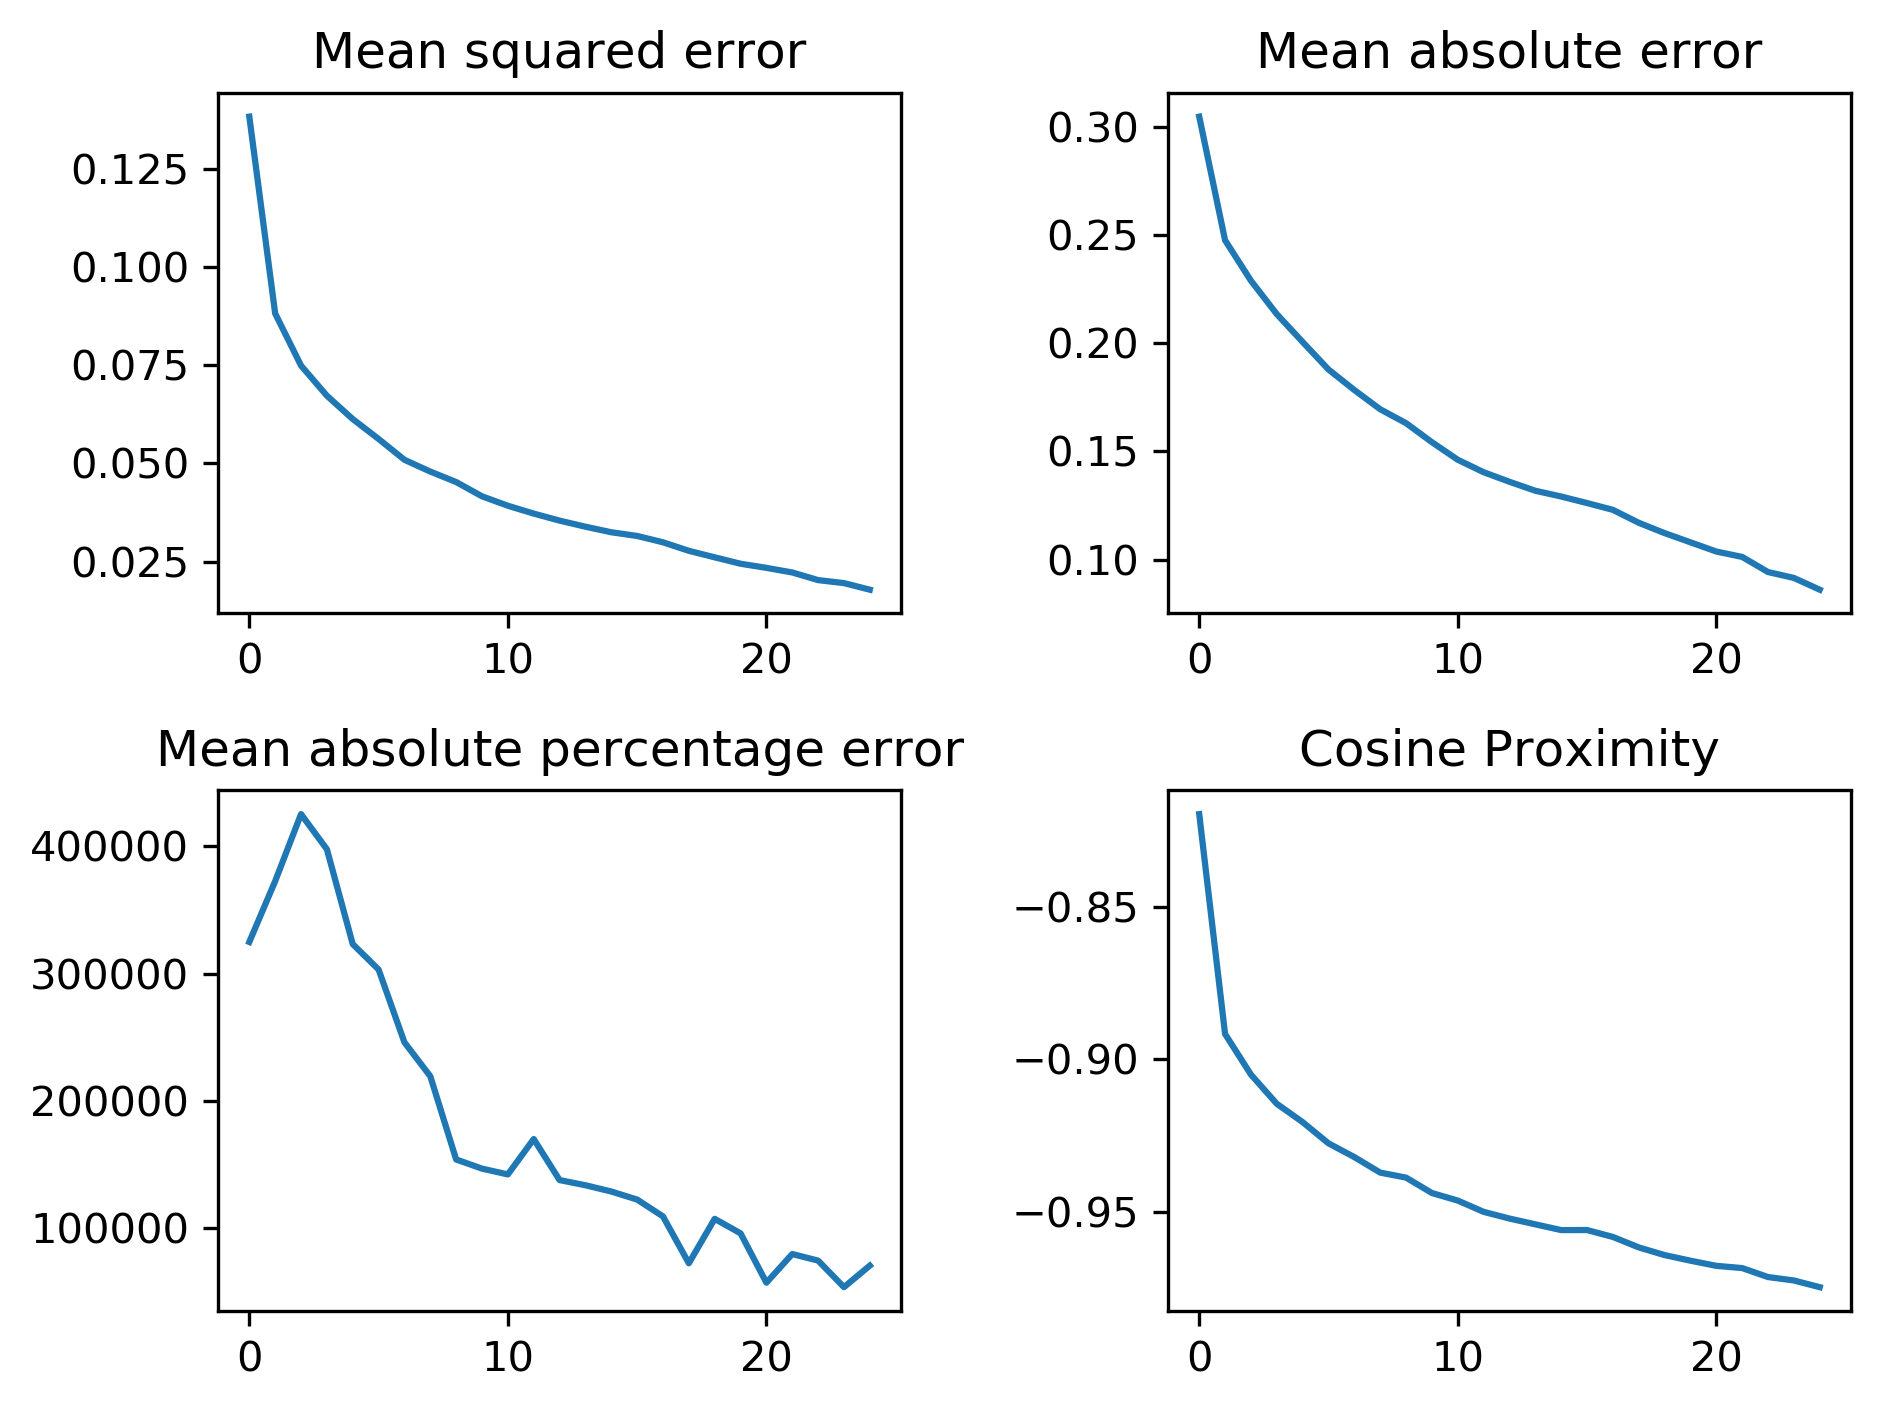 Mean squared error
0.125
0.100
0.075
0.050
0.025
0 10 20
Mean absolute error
0.30
0.25
0.20
0.15
0.10
0 10 20
Mean absolute percentage error
400000
300000
200000
100000
0 10 20
Cosine Proximity
−0.85
−0.90
−0.95
0 10 20